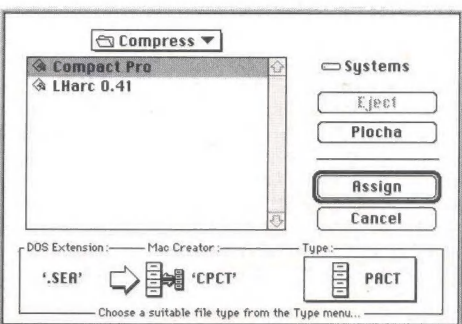 Compress
Compact Pro
LHarc 0.41
Systems
Eject
Plocha
Assign
Cancel
DOS Extension: Mac Creator: Type:
'.SEA' 'CPCT' PACT
Choose a suitable file type from the Type menu...